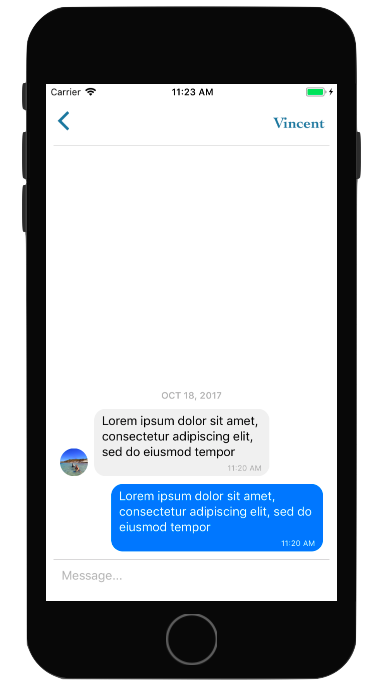 Carrier 11:23 AM
Vincent
OCT 18, 2017
Lorem ipsum dolor sit amet,
consectetur adipiscing elit,
sed do eiusmod tempor
11:20 AM
Lorem ipsum dolor sit amet,
consectetur adipiscing elit, sed do
eiusmod tempor
11:20 AM
Message...